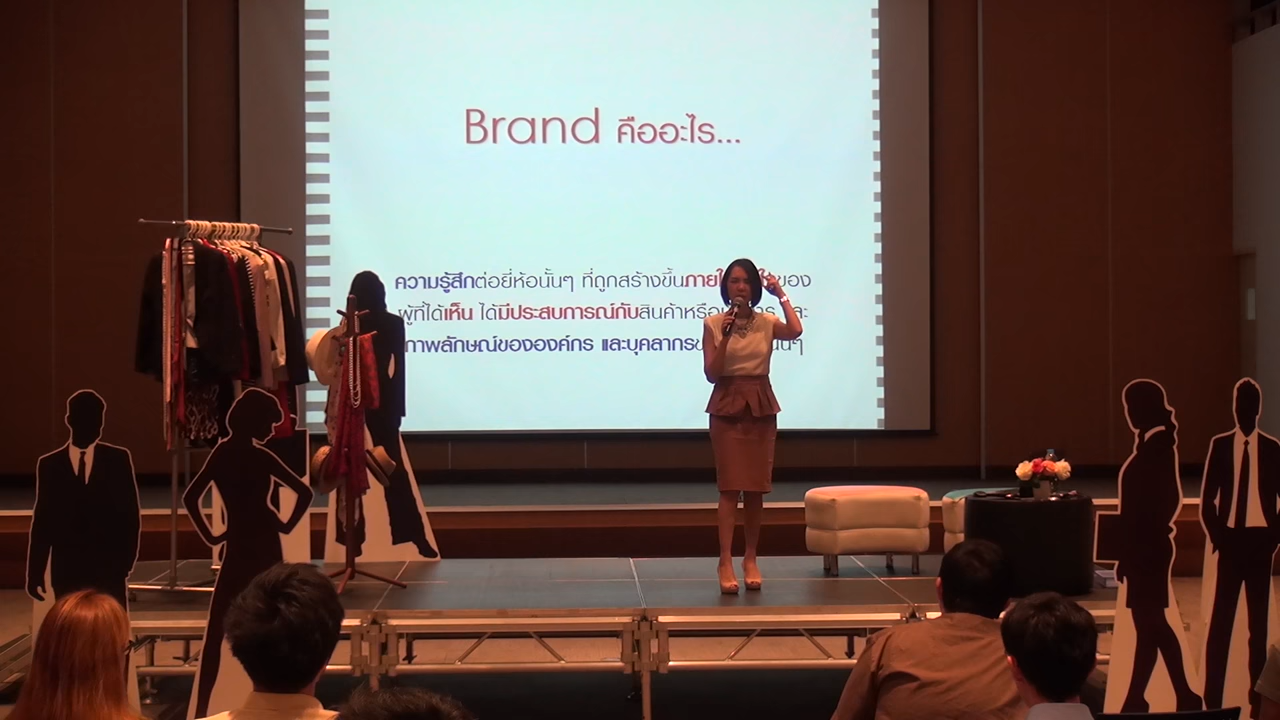 Brand คืออะไร...
ความรู้สึกต่อยี่ห้อนั้นๆ ที่ถูกสร้างขึ้นภายใ ของ
ผู้ที่ได้เห็น ได้มีประสบการณ์กับสินค้าหรือ
ภาพลักษณ์ขององค์กร และบุคลากร